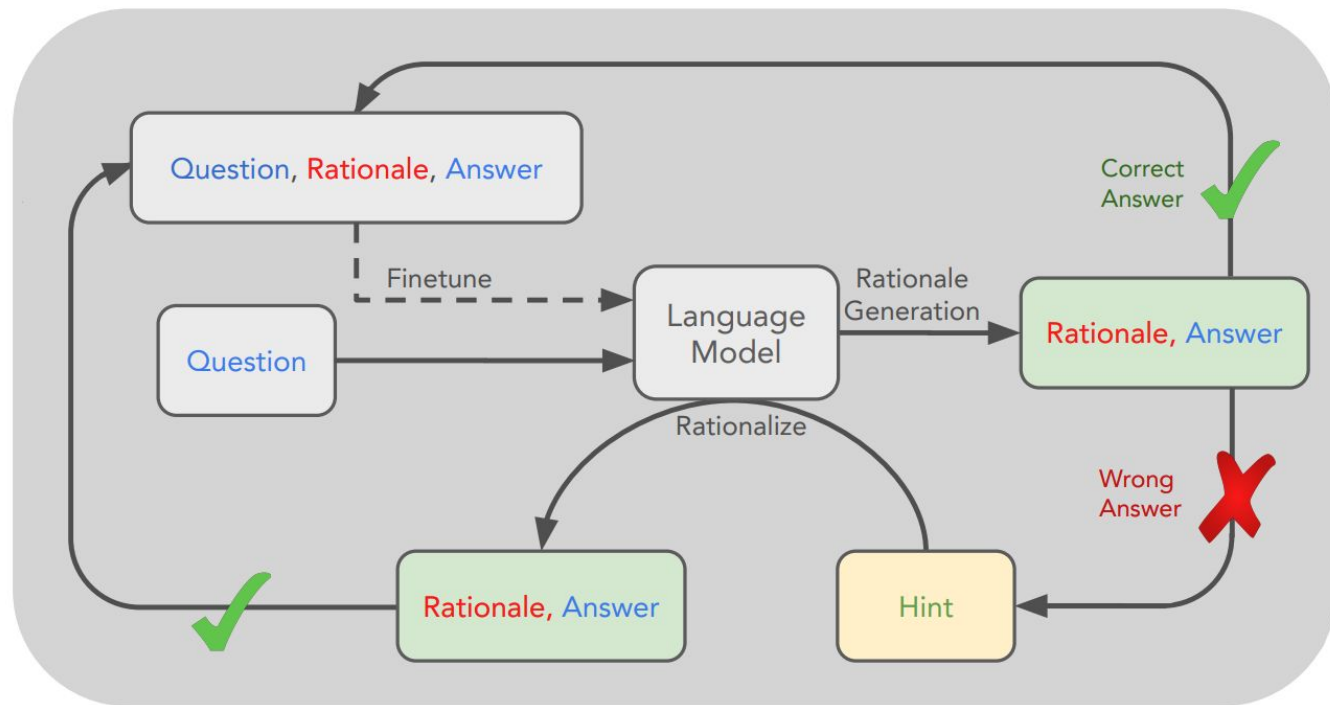 Question, Rationale, Answer
Correct
Answer
Finetune
Rationale
Generation
Language
Model
Question
Rationale, Answer
Rationalize
Wrong
Answer
Rationale, Answer
Hint